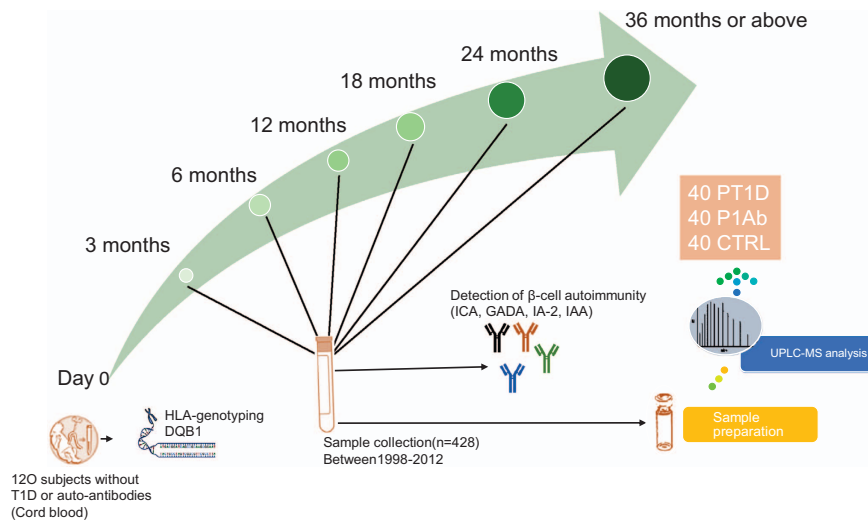 36 months or above
24 months
18 months
12 months
6 months
3 months
Day 0
40 PT1D
40 P1Ab
40 CTRL
Detection of β-cell autoimmunity
(ICA, GADA, IA-2, IAA)
UPLC-MS analysis
HLA-genotyping
DQB1
Sample
preparation
Sample collection(n=428)
Between1998-2012
12O subjects without
T1D or auto-antibodies
(Cord blood)